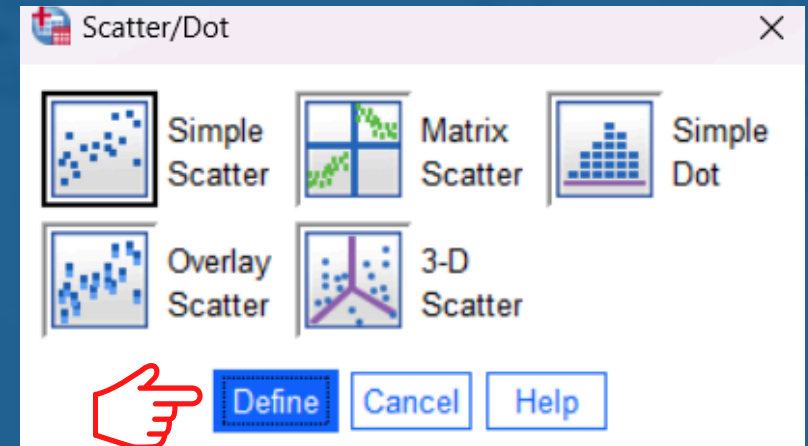 Scatter/Dot
Simple
Scatter
Matrix
Scatter
Simple
Dot
Overlay
Scatter
3-D
Scatter
Define
Cancel
Help